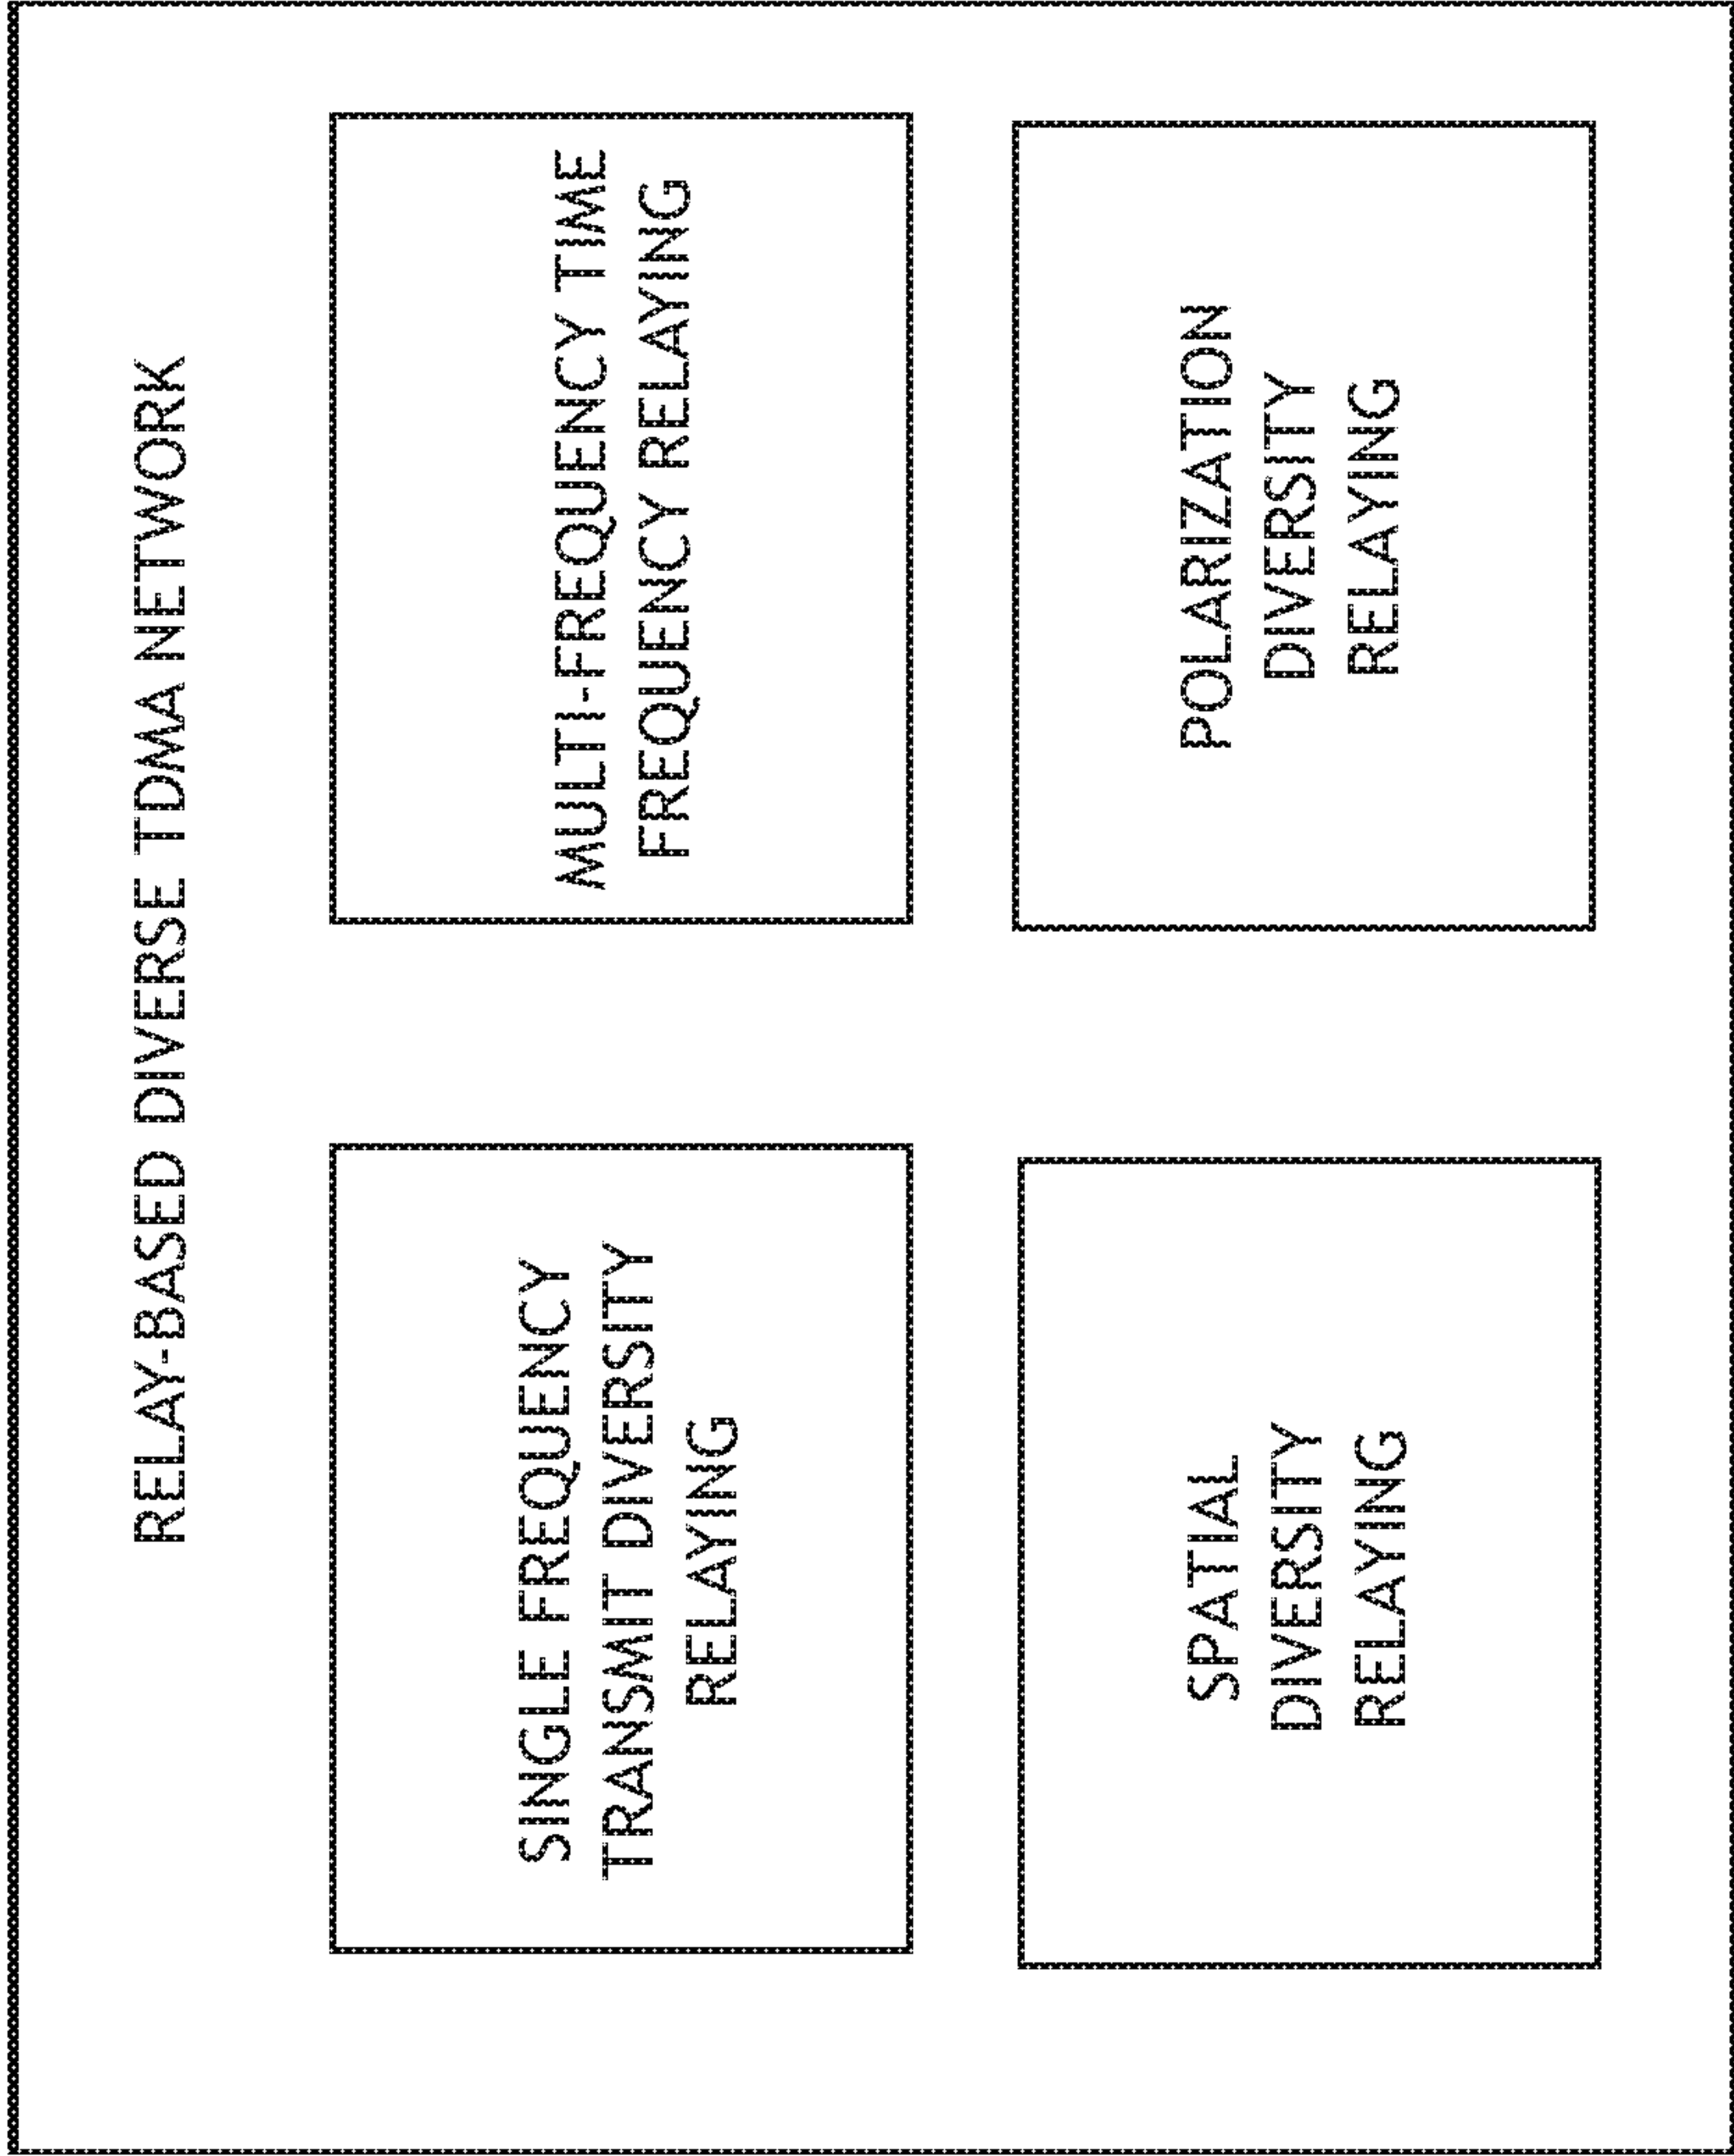 RELAY-BASED DIVERSE TDMA NETWORK
SINGLE FREQUENCY
TRANSMIT DIVERSITY
RELAYING
MULTI-FREQUENCY TIME
FREQUENCY RELAYING
SPATIAL
DIVERSITY
RELAYING
POLARIZATION
DIVERSITY
RELAYING